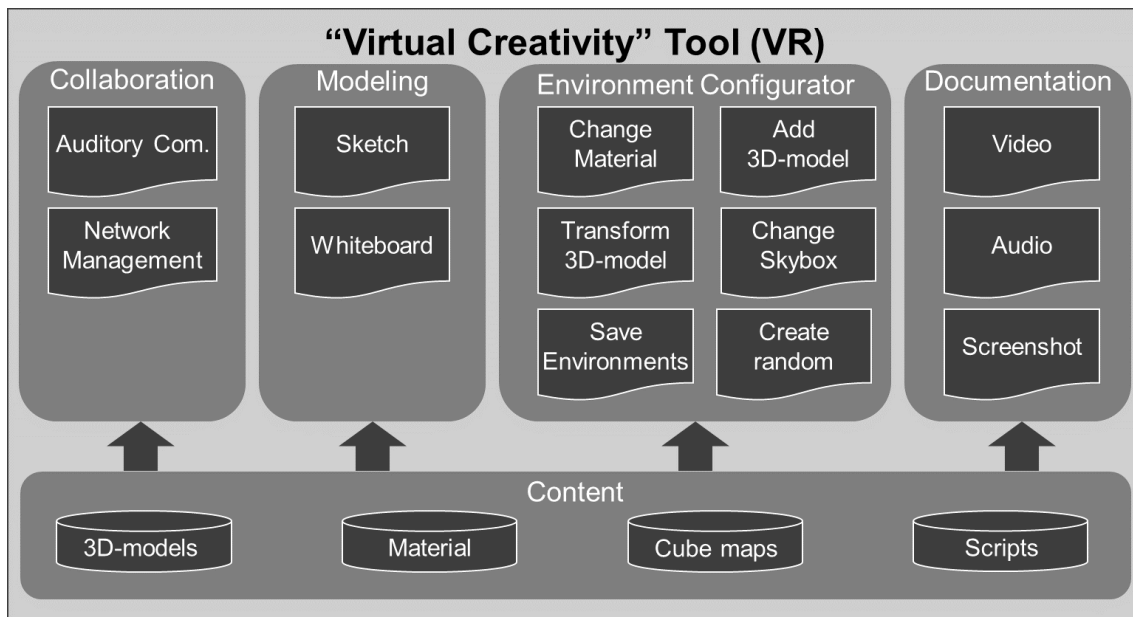 “Virtual Creativity” Tool (VR)
Collaboration
Auditory Com.
Network
Management
Modeling
Sketch
Whiteboard
Environment Configurator
Change
Material
Add
3D-model
Transform
3D-model
Change
Skybox
Save
Environments
Create
random
Documentation
Video
Audio
Screenshot
Content
3D-models
Material
Cube maps
Scripts